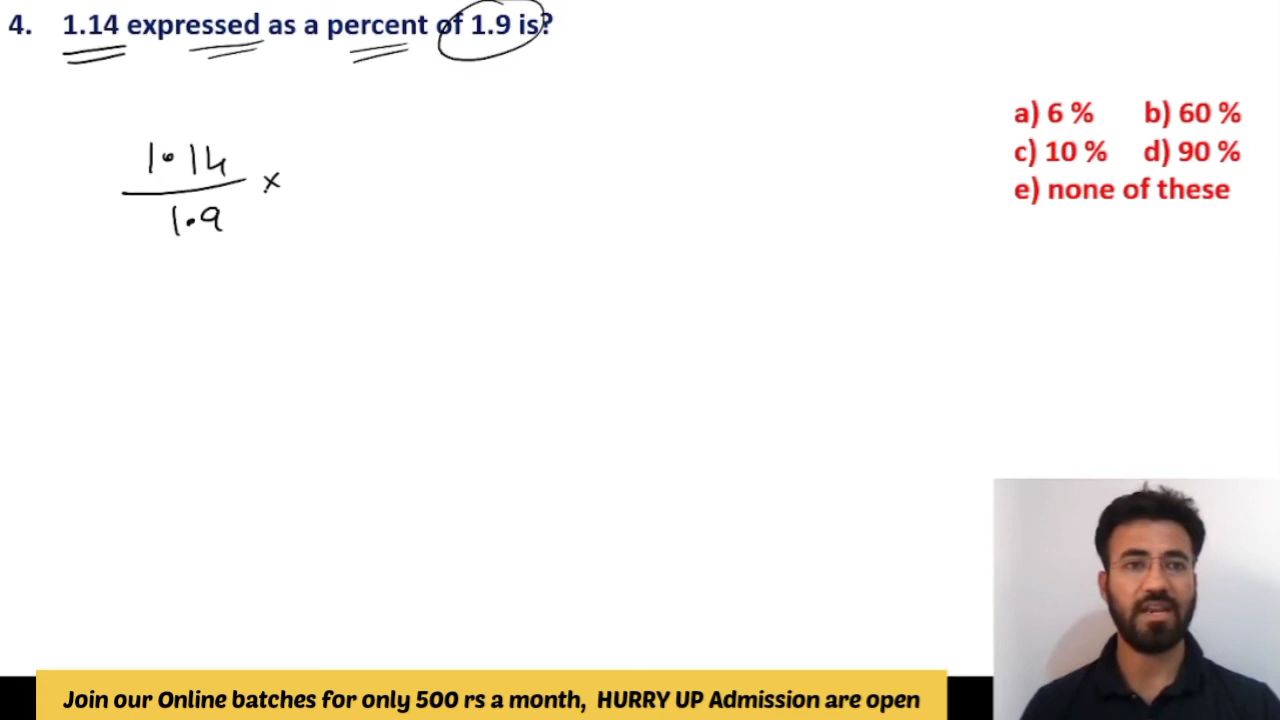 4. 1.14 expressed as a percent of 1.9 is?
a) 6 % b) 60 %
c) 10 % d) 90 %
e) none of these
1.14
×
1.9
Join our Online batches for only 500 rs a month, HURRY UP Admission are open